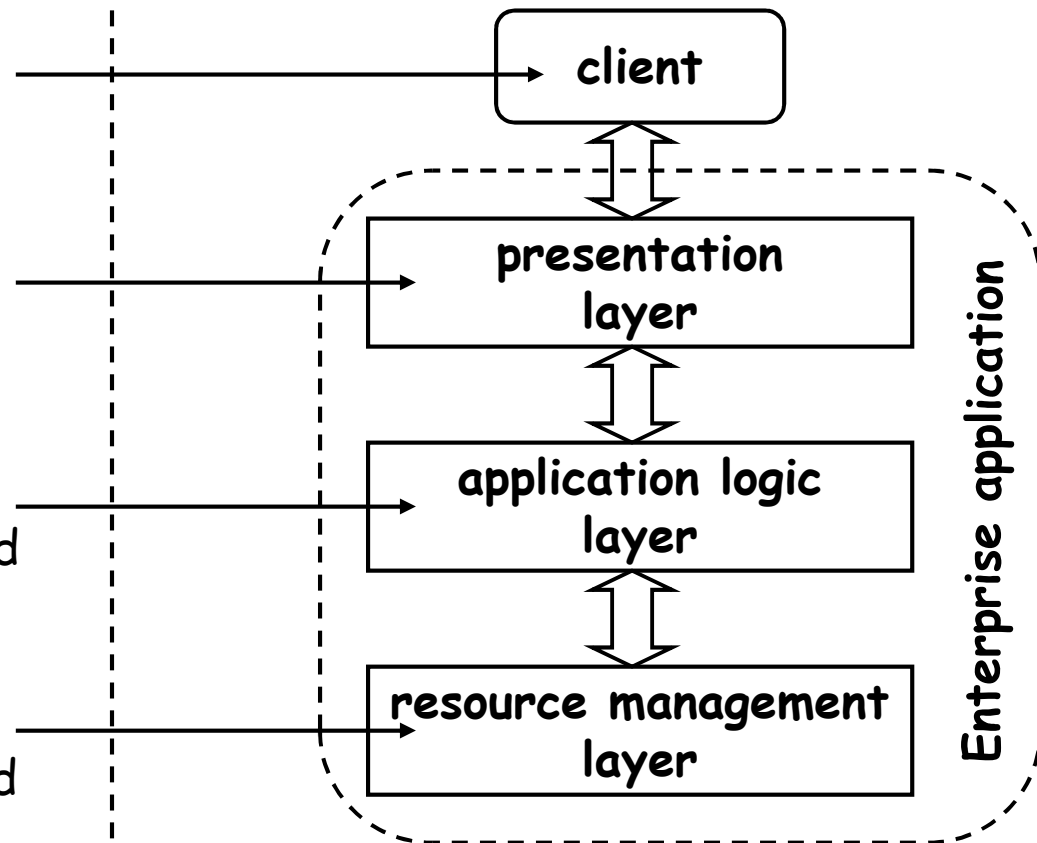 client
presentation
layer
application logic
layer
d
resource management
layer
d
Enterprise application